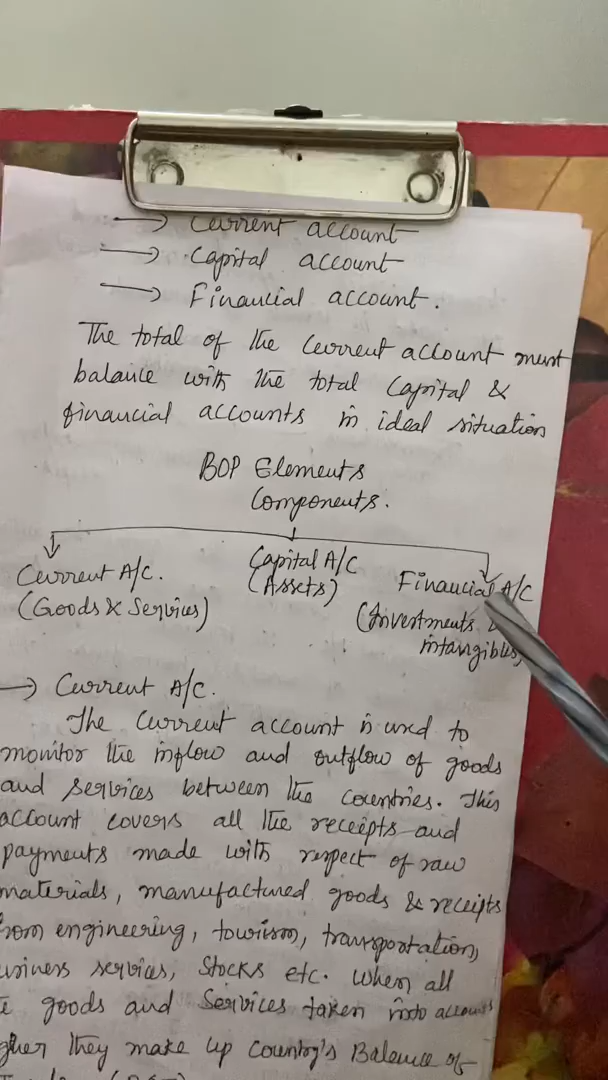 → Current account
→ Capital account
→ Financial account.
The total of the current account must
balance with the total capital &
financial accounts in ideal situation
BOP Elements
Components.
Current A/C.
(Goods & Services)
Capital A/C
(Assets)
Financial A/C
(Investments
intangibles)
→ Current A/C.
The current account is used to
monitor the inflow and outflow of goods
and services between the countries. This
account covers all the receipts and
payments made with respect of raw
materials, manufactured goods & receipts
from engineering, tourism, transportation,
business services, stocks etc. When all
goods and services taken into account
they make up country's Balance of